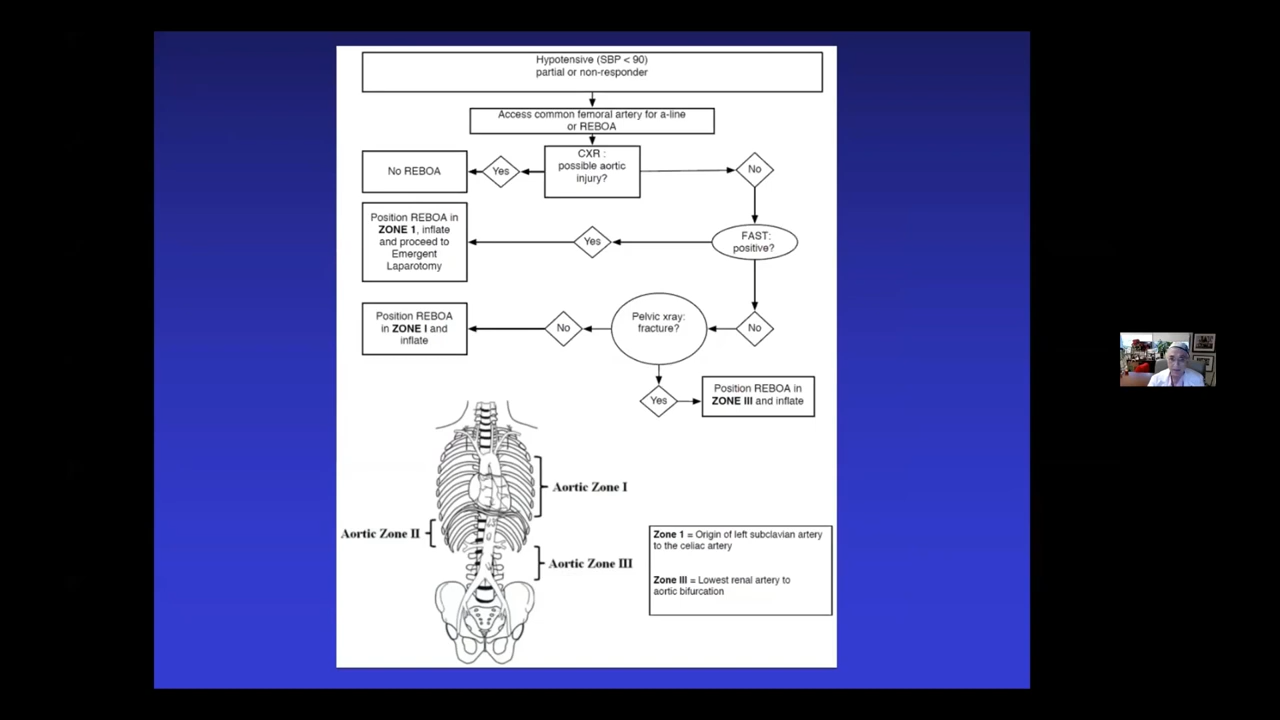 Hypotensive (SBP < 90)
partial or non-responder
Access common femoral artery for a-line
or REBOA
CXR :
possible aortic
injury?
No REBOA
Yes
No
Position REBOA in
ZONE 1, inflate
and proceed to
Emergent
Laparotomy
Yes
FAST:
positive?
Position REBOA
in ZONE I and
inflate
No
Pelvic xray:
fracture?
No
Yes
Position REBOA in
ZONE III and inflate
Aortic Zone I
Aortic Zone II
Aortic Zone III
Zone 1 = Origin of left subclavian artery
to the celiac artery
Zone III = Lowest renal artery to
aortic bifurcation